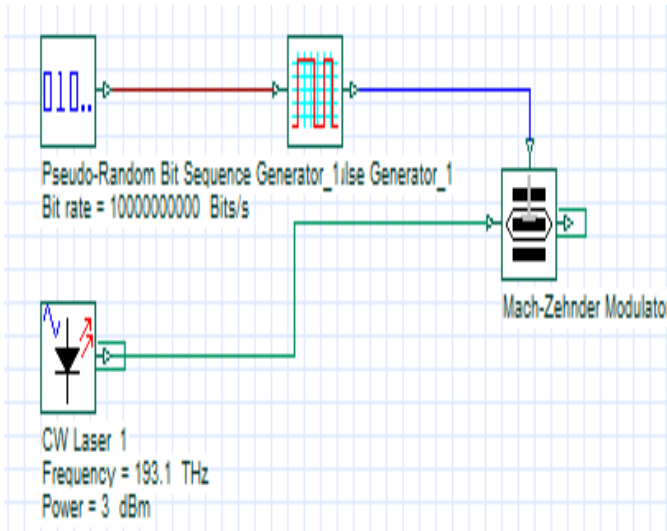 010..
Pseudo-Random Bit Sequence Generator_1
ılse Generator_1
Bit rate = 10000000000 Bits/s
Mach-Zehnder Modulato
CW Laser 1
Frequency = 193.1 THz
Power = 3 dBm